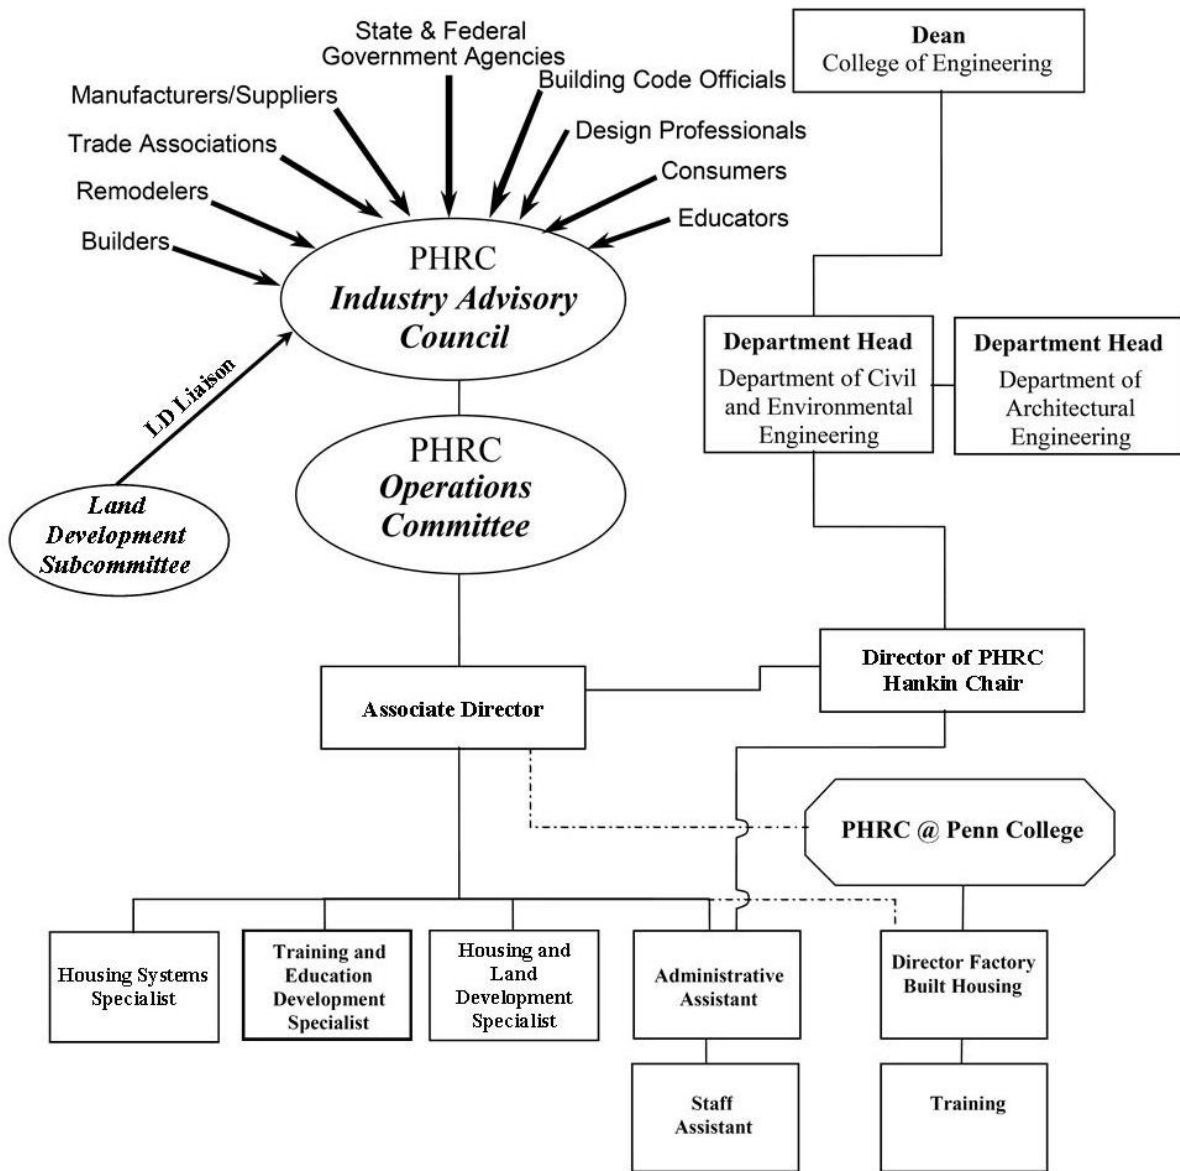 State & Federal
Government Agencies
Manufacturers/Suppliers
Building Code Officials
Trade Associations
Design Professionals
Remodelers
Consumers
Builders
Educators
PHRC
Industry Advisory
Council
LD Liaison
Land
Development
Subcommittee
PHRC
Operations
Committee
Dean
College of Engineering
Department Head
Department of Civil
and Environmental
Engineering
Department Head
Department of
Architectural
Engineering
Director of PHRC
Hankin Chair
Associate Director
PHRC @ Penn College
Housing Systems
Specialist
Training and
Education
Development
Specialist
Housing and
Land
Development
Specialist
Administrative
Assistant
Director Factory
Built Housing
Staff
Assistant
Training